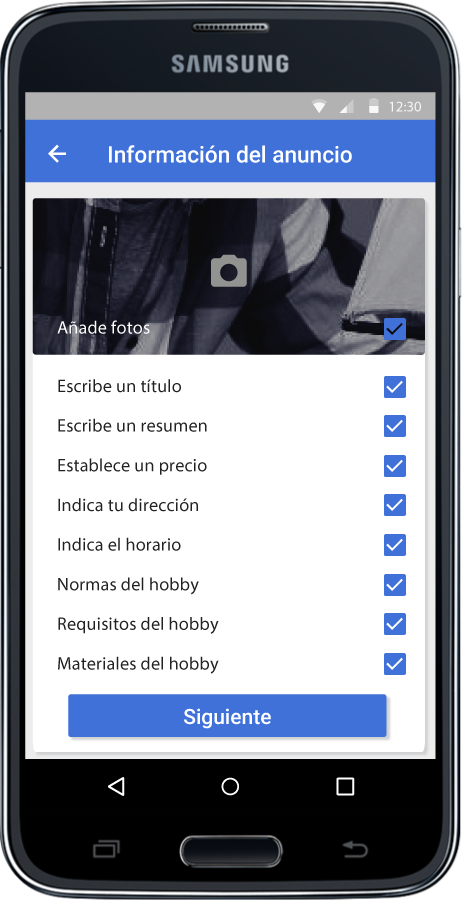 SAMSUNG
12:30
Información del anuncio
Añade fotos
Escribe un título
Escribe un resumen
Establece un precio
Indica tu dirección
Indica el horario
Normas del hobby
Requisitos del hobby
Materiales del hobby
Siguiente